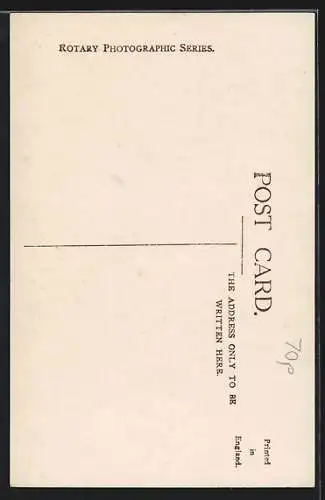 ROTARY PHOTOGRAPHIC SERIES.
POST CARD.
THE ADDRESS ONLY TO BE
WRITTEN HERE.
70p
Printed
in
England.